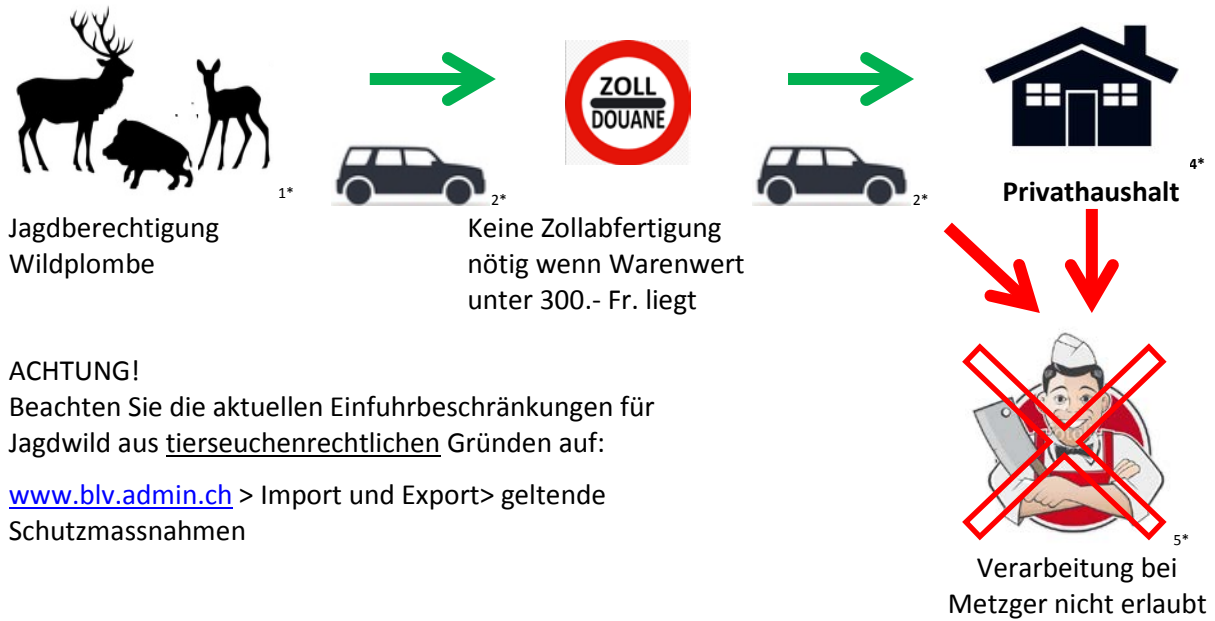 ZOLL
DOUANE
1*
2*
2*
4*
Privathaushalt
Jagdberechtigung
Wildplombe
Keine Zollabfertigung
nötig wenn Warenwert
unter 300.- Fr. liegt
ACHTUNG!
Beachten Sie die aktuellen Einfuhrbeschränkungen für
Jagdwild aus tierseuchenrechtlichen Gründen auf:
www.blv.admin.ch > Import und Export> geltende
Schutzmassnahmen
5*
Verarbeitung bei
Metzger nicht erlaubt